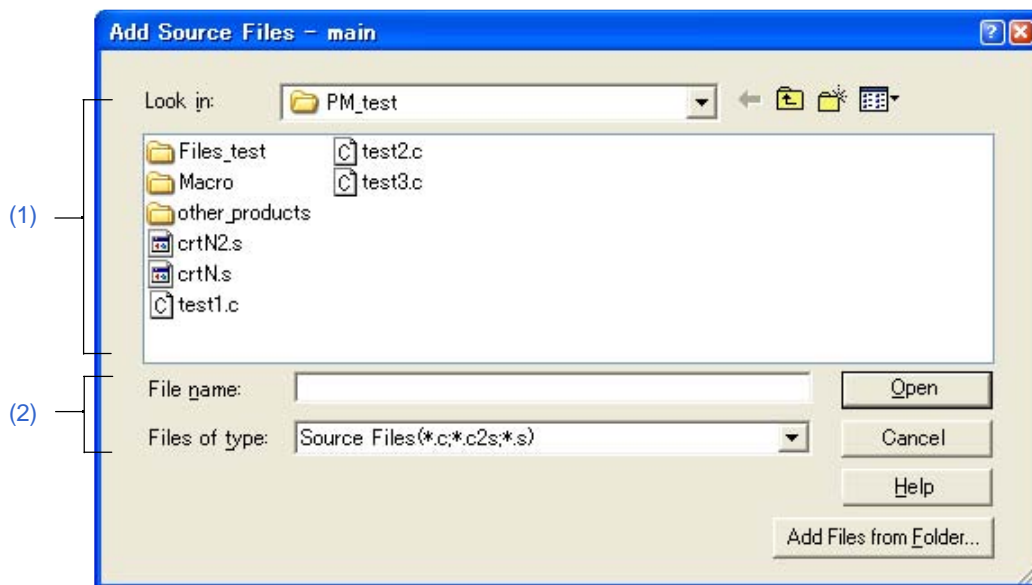 Add Source Files - main
Look in: PM_test
Files_test
Macro
other_products
crtN2.s
crtN.s
test1.c
test2.c
test3.c
(1)
File name:
Open
(2)
Files of type: Source Files(*.c;*.c2s;*.s)
Cancel
Help
Add Files from Folder...